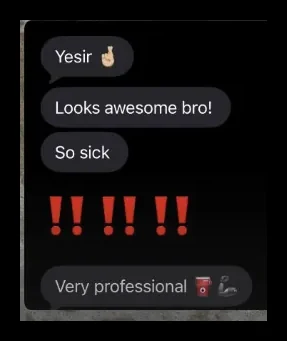 Yesir 🤞🏼
Looks awesome bro!
So sick
‼️ ‼️ ‼️
Very professional 🥤🦾